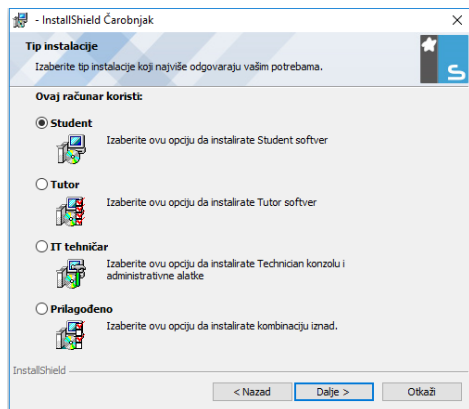 - InstallShield Čarobnjak
Tip instalacije
Izaberite tip instalacije koji najviše odgovaraju vašim potrebama.
S
Ovaj računar koristi:
Student
Izaberite ovu opciju da instalirate Student softver
Tutor
Izaberite ovu opciju da instalirate Tutor softver
IT tehničar
Izaberite ovu opciju da instalirate Technician konzolu i
administrativne alatke
Prilagođeno
Izaberite ovu opciju da instalirate kombinaciju iznad.
InstallShield
< Nazad
Dalje >
Otkaži